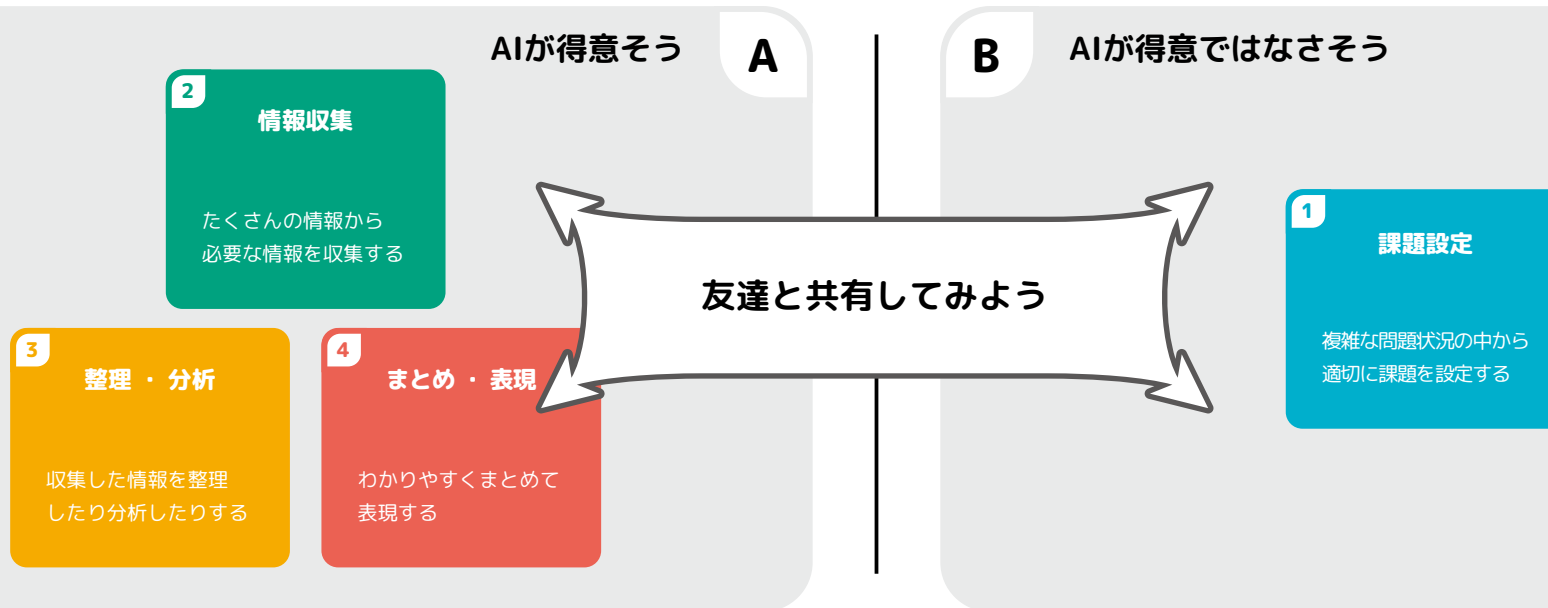 AIが得意そう
A
B
AIが得意ではなさそう
2
情報収集
たくさんの情報から
必要な情報を収集する
3
整理 ・ 分析
収集した情報を整理
したり分析したりする
4
まとめ ・ 表現
わかりやすくまとめて
表現する
友達と共有してみよう
1
課題設定
複雑な問題状況の中から
適切に課題を設定する